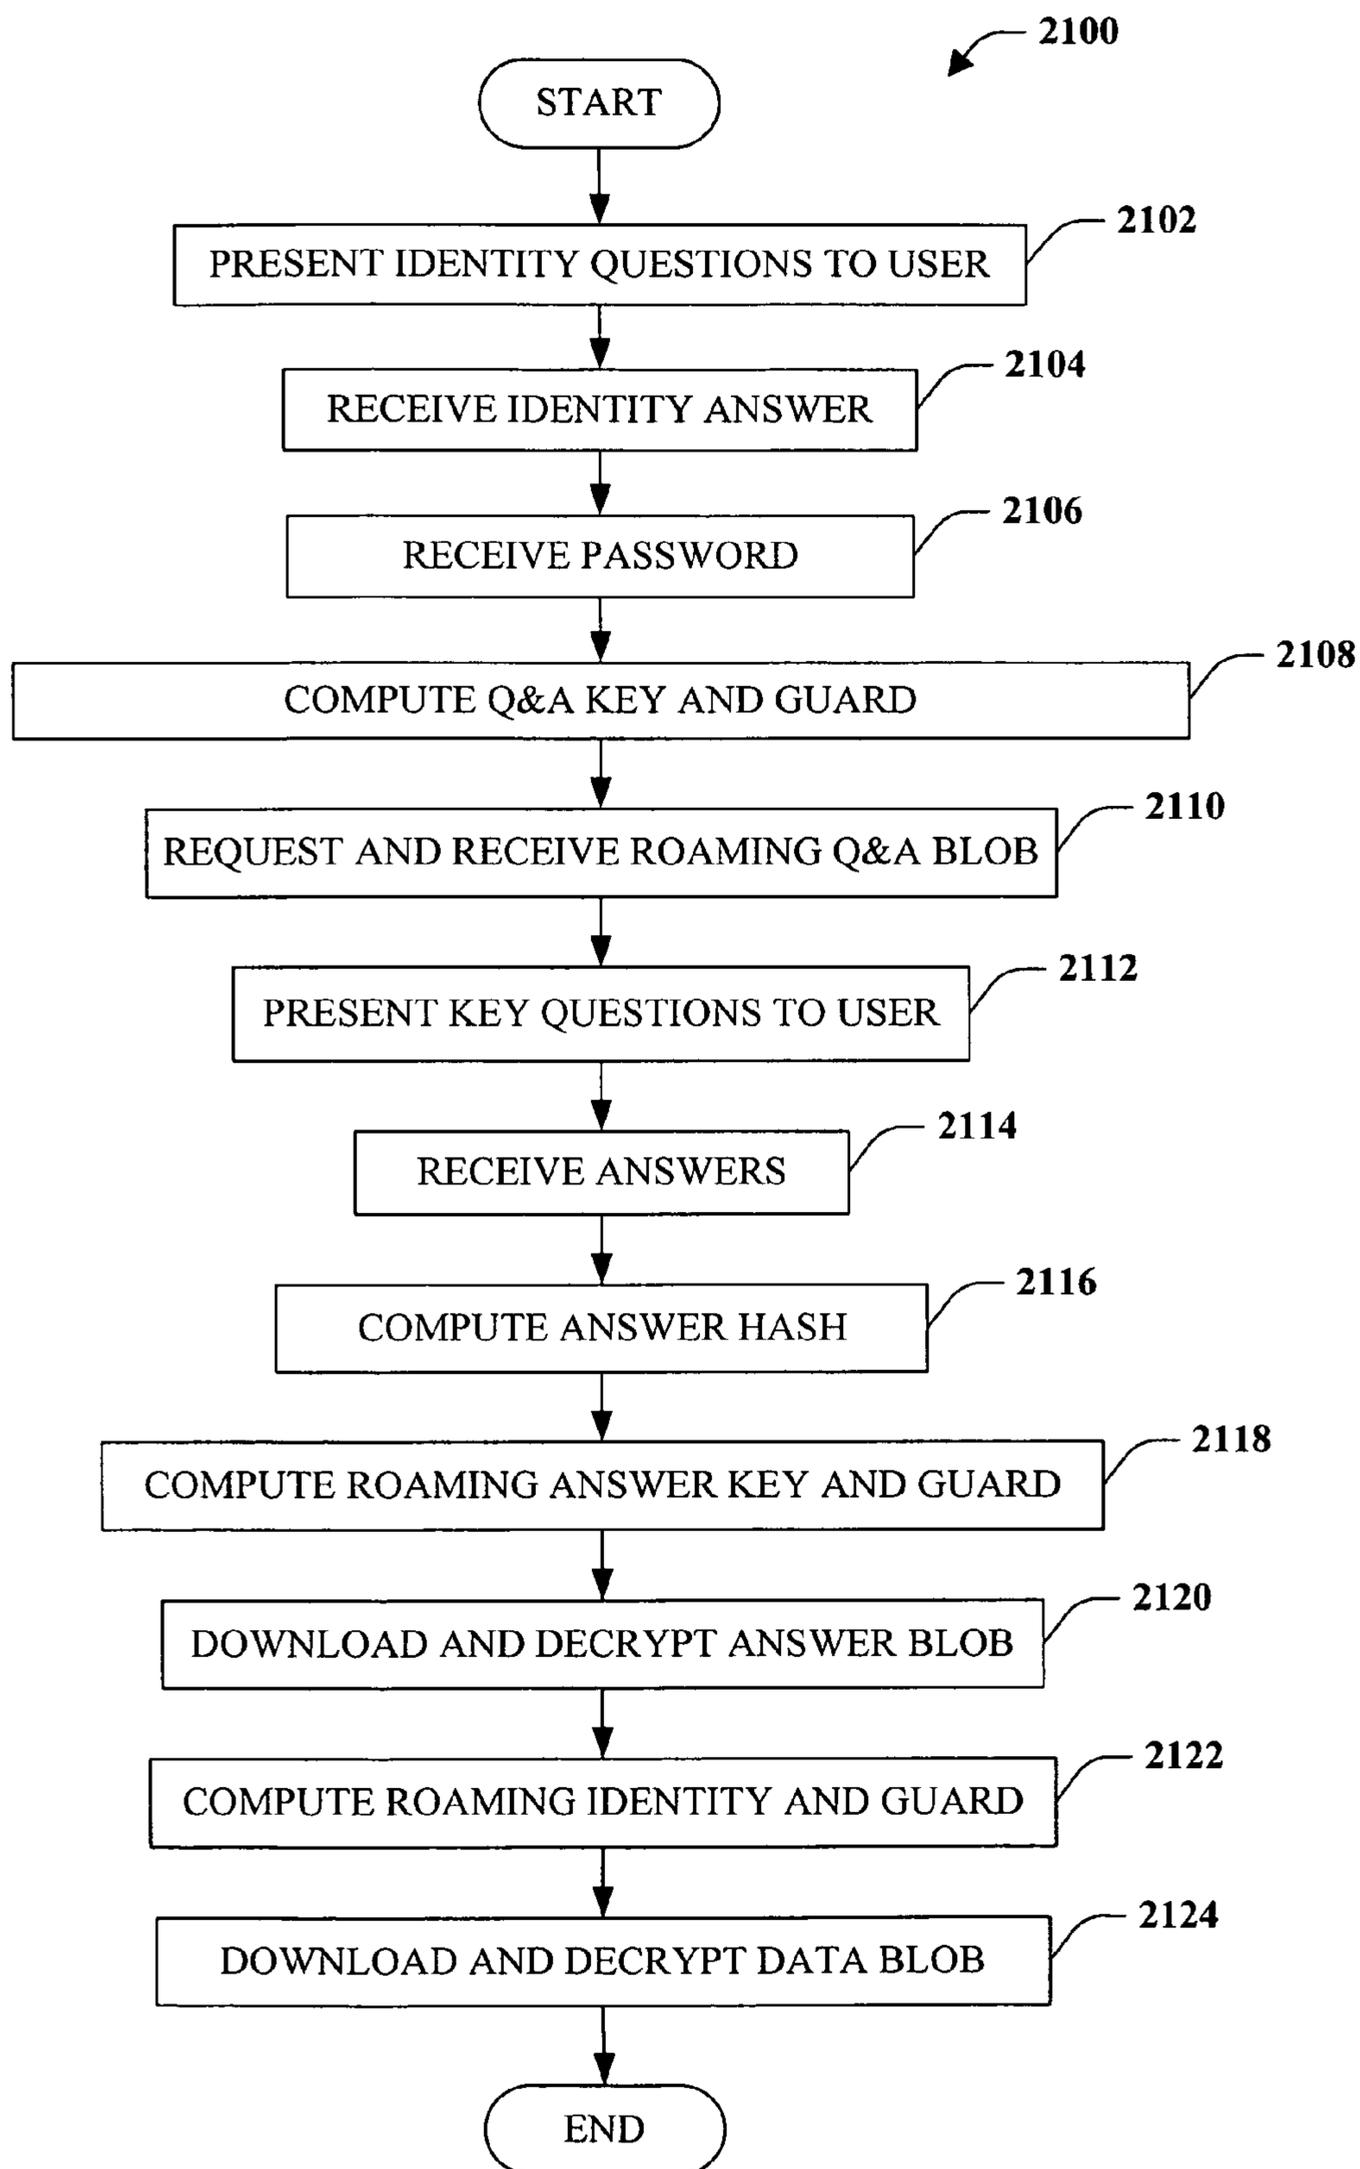 2100
START
2102
PRESENT IDENTITY QUESTIONS TO USER
2104
RECEIVE IDENTITY ANSWER
2106
RECEIVE PASSWORD
2108
COMPUTE Q&A KEY AND GUARD
2110
REQUEST AND RECEIVE ROAMING Q&A BLOB
2112
PRESENT KEY QUESTIONS TO USER
2114
RECEIVE ANSWERS
2116
COMPUTE ANSWER HASH
2118
COMPUTE ROAMING ANSWER KEY AND GUARD
2120
DOWNLOAD AND DECRYPT ANSWER BLOB
2122
COMPUTE ROAMING IDENTITY AND GUARD
2124
DOWNLOAD AND DECRYPT DATA BLOB
END